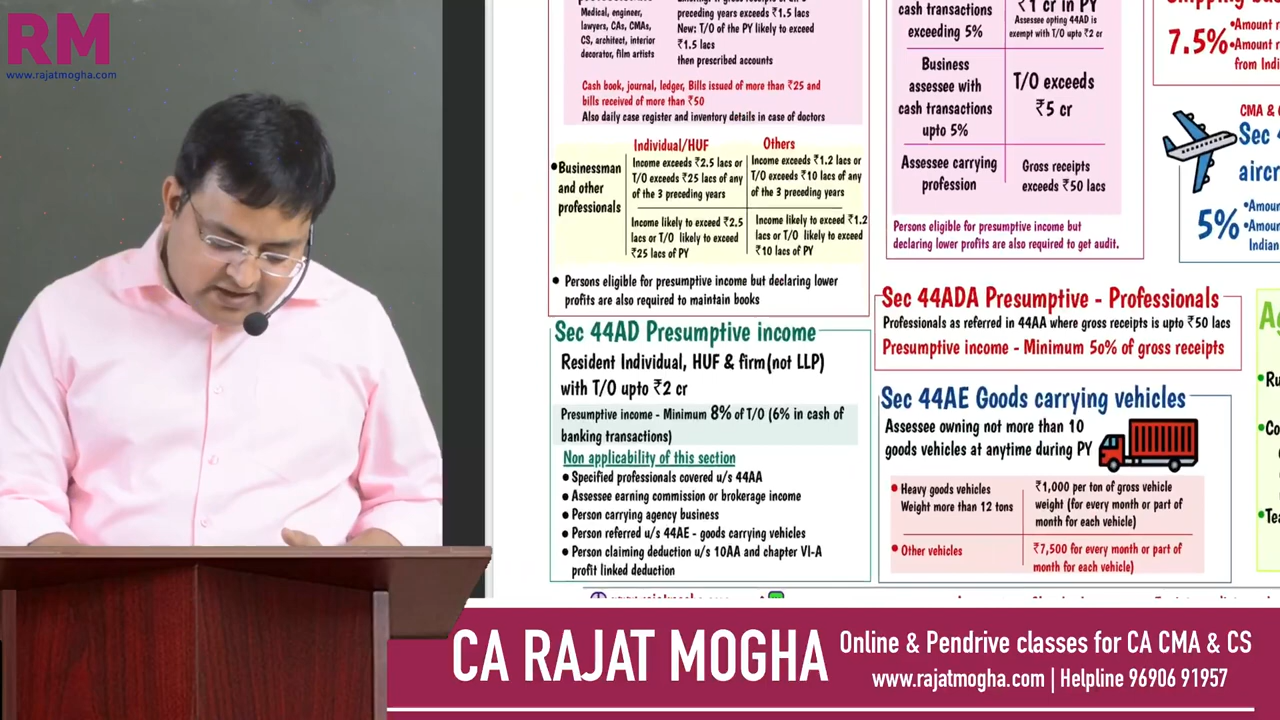 RM
www.rajatmogha.com
Medical, engineer,
lawyers, CAs, CMAs,
CS, architect, interior
decorator, film artists
preceding years exceeds ₹1.5 lacs
New: T/O of the PY likely to exceed
₹1.5 lacs
then prescribed accounts
Cash book, journal, ledger, Bills issued of more than ₹25 and
bills received of more than ₹50
Also daily case register and inventory details in case of doctors
Individual/HUF
Others
• Businessman
and other
professionals
Income exceeds ₹2.5 lacs or
T/O exceeds ₹25 lacs of any
of the 3 preceding years
Income exceeds ₹1.2 lacs or
T/O exceeds ₹10 lacs of any
of the 3 preceding years
Income likely to exceed ₹2.5
lacs or T/O likely to exceed
₹25 lacs of PY
Income likely to exceed ₹1.2
lacs or T/O likely to exceed
₹10 lacs of PY
• Persons eligible for presumptive income but declaring lower
profits are also required to maintain books
Sec 44AD Presumptive income
Resident Individual, HUF & firm(not LLP)
with T/O upto ₹2 cr
Presumptive income - Minimum 8% of T/O (6% in cash of
banking transactions)
Non applicability of this section
• Specified professionals covered u/s 44AA
• Assessee earning commission or brokerage income
• Person carrying agency business
• Person referred u/s 44AE - goods carrying vehicles
• Person claiming deduction u/s 10AA and chapter VI-A
profit linked deduction
cash transactions
exceeding 5%
₹1 cr in PY
Assessee opting 44AD is
exempt with T/O upto ₹2 cr
Business
assessee with
cash transactions
upto 5%
T/O exceeds
₹5 cr
Assessee carrying
profession
Gross receipts
exceeds ₹50 lacs
Persons eligible for presumptive income but
declaring lower profits are also required to get audit.
Sec 44ADA Presumptive - Professionals
Professionals as referred in 44AA where gross receipts is upto ₹50 lacs
Presumptive income - Minimum 50% of gross receipts
Sec 44AE Goods carrying vehicles
Assessee owning not more than 10
goods vehicles at anytime during PY
• Heavy goods vehicles
Weight more than 12 tons
₹1,000 per ton of gross vehicle
weight (for every month or part of
month for each vehicle)
• Other vehicles
₹7,500 for every month or part of
month for each vehicle)
7.5%
•Amount
•Amount
from
CMA &
Sec
5%
CA RAJAT MOGHA
Online & Pendrive classes for CA CMA & CS
www.rajatmogha.com | Helpline 96906 91957